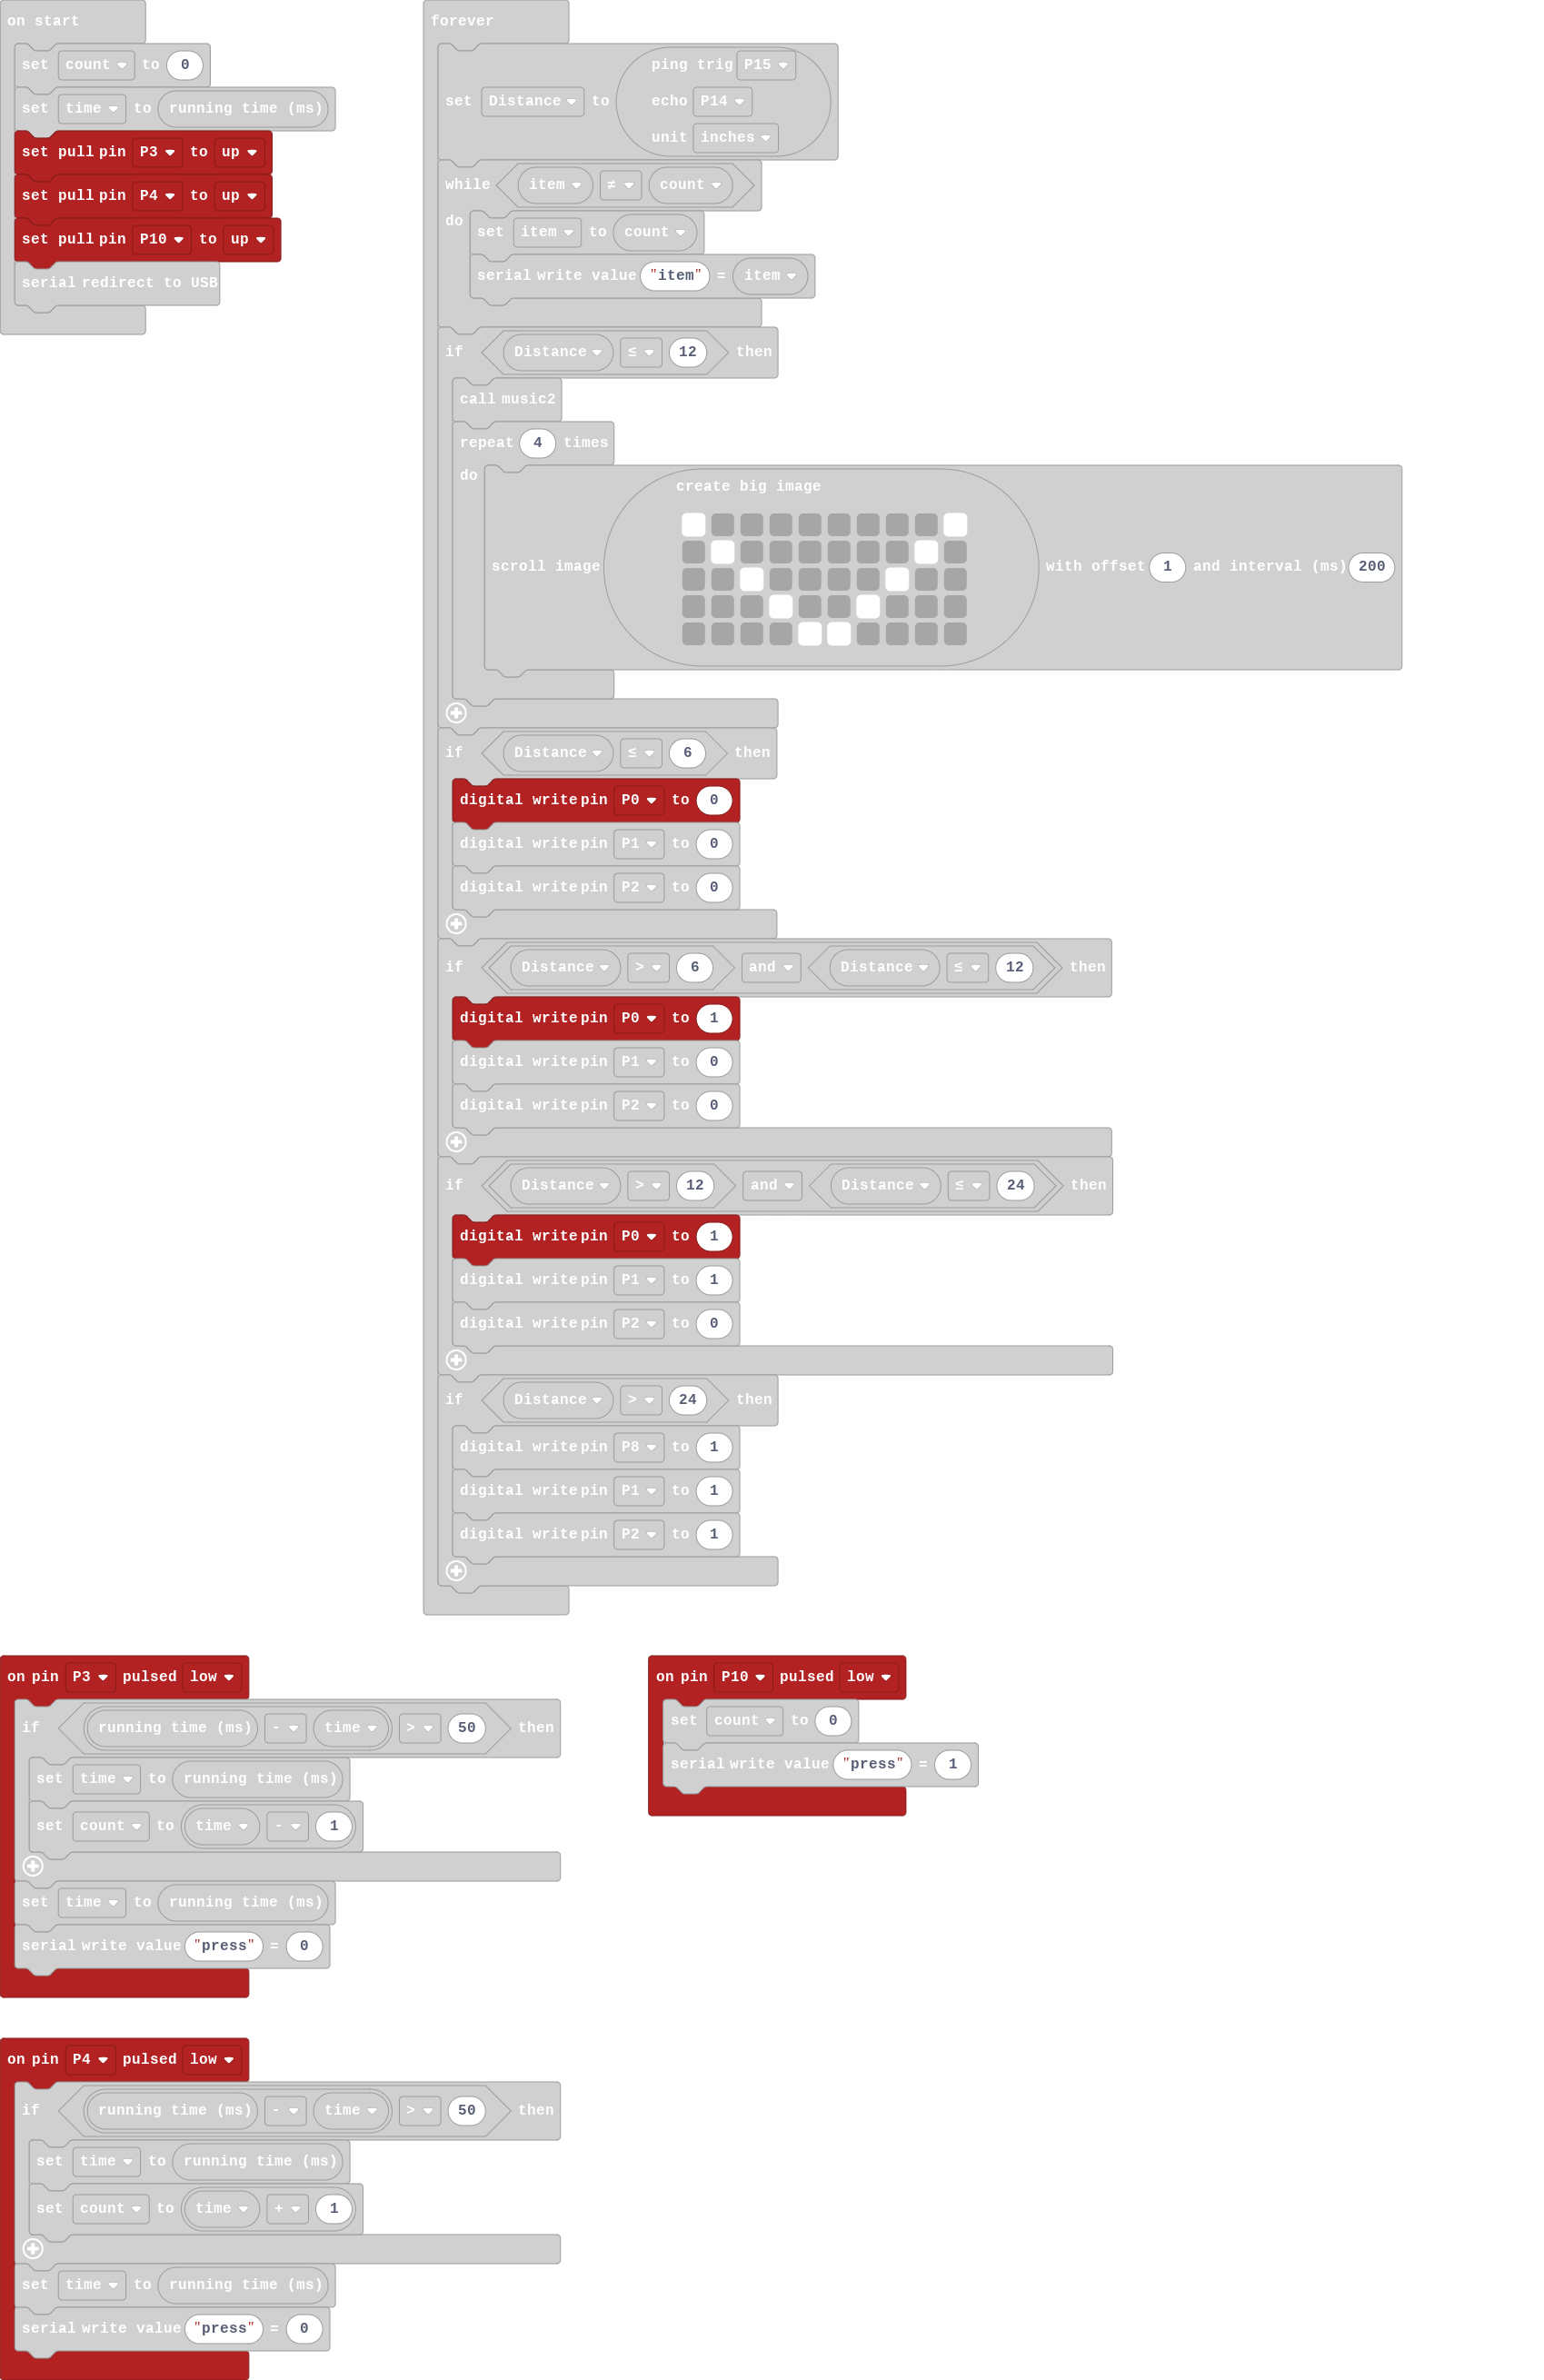 on start
set count to 0
set time to running time (ms)
set pull pin P3 to up
set pull pin P4 to up
set pull pin P10 to up
serial redirect to USB
forever
set Distance to ping trig P15
echo P14
unit inches
while item ≠ count
do set item to count
serial write value "item" = item
if Distance ≤ 12 then
call music2
repeat 4 times
do
create big image
scroll image with offset 1 and interval (ms) 200
if Distance ≤ 6 then
digital write pin P0 to 0
digital write pin P1 to 0
digital write pin P2 to 0
if Distance > 6 and Distance ≤ 12 then
digital write pin P0 to 1
digital write pin P1 to 0
digital write pin P2 to 0
if Distance > 12 and Distance ≤ 24 then
digital write pin P0 to 1
digital write pin P1 to 1
digital write pin P2 to 0
if Distance > 24 then
digital write pin P8 to 1
digital write pin P1 to 1
digital write pin P2 to 1
on pin P3 pulsed low
if running time (ms) - time > 50 then
set time to running time (ms)
set count to time - 1
set time to running time (ms)
serial write value "press" = 0
on pin P10 pulsed low
set count to 0
serial write value "press" = 1
on pin P4 pulsed low
if running time (ms) - time > 50 then
set time to running time (ms)
set count to time + 1
set time to running time (ms)
serial write value "press" = 0